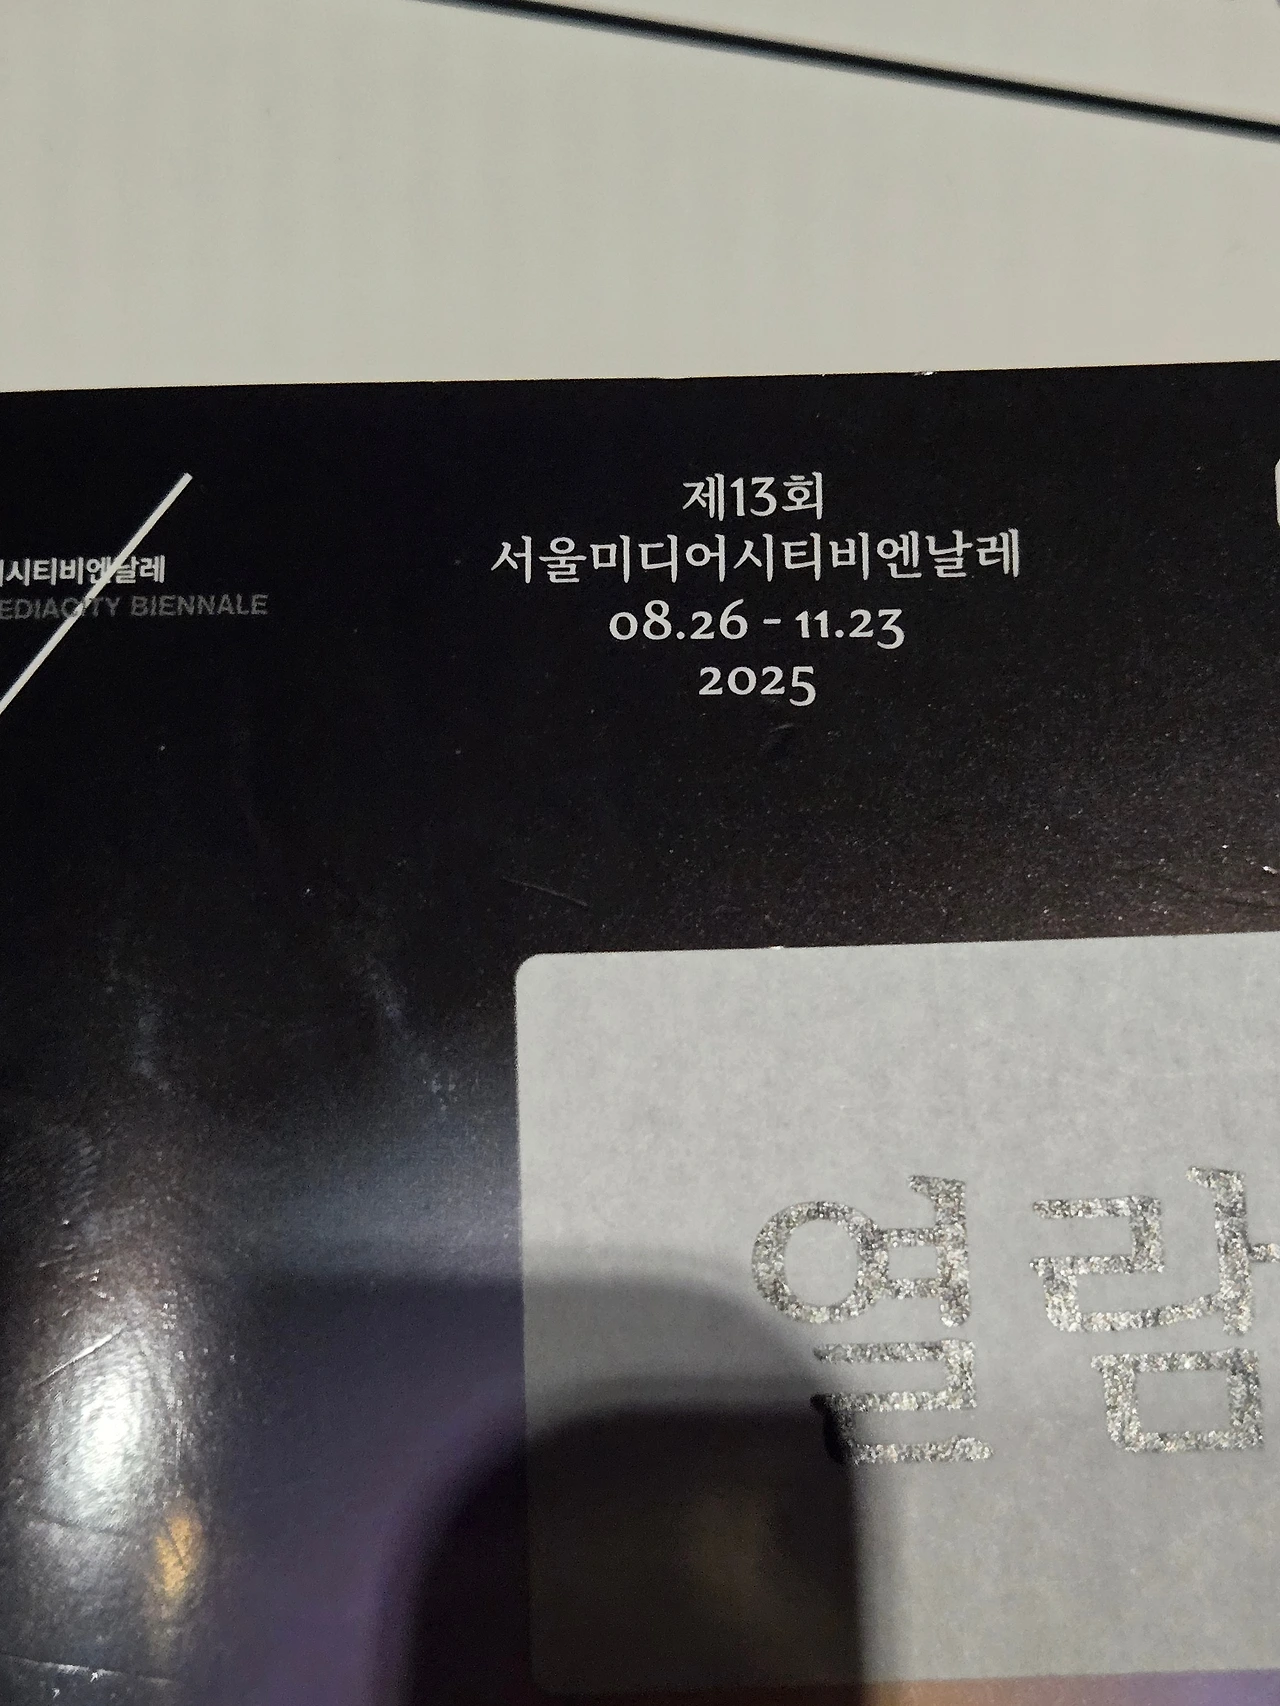 시티비엔날레
EDIACITY BIENNALE
제13회
서울미디어시티비엔날레
08.26 - 11.23
2025
열람